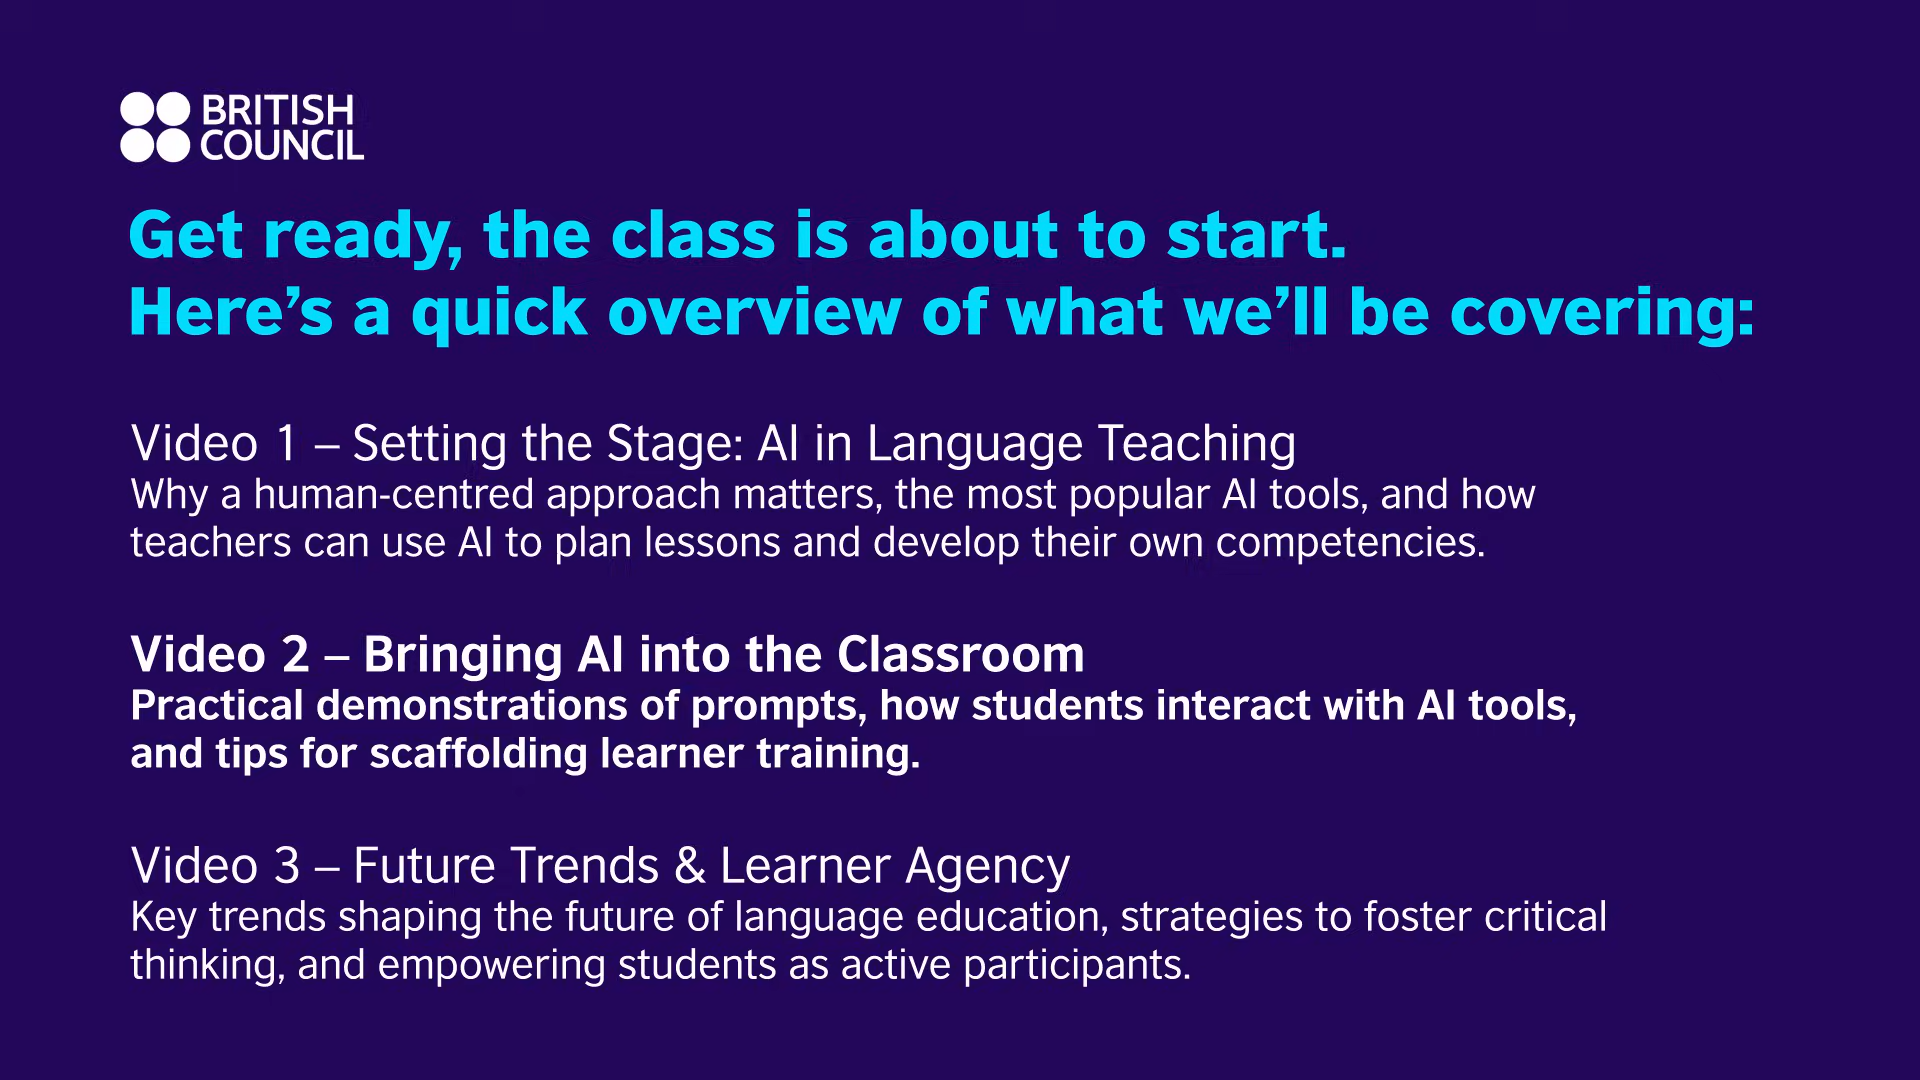 BRITISH
COUNCIL
Get ready, the class is about to start.
Here’s a quick overview of what we’ll be covering:
Video 1 – Setting the Stage: AI in Language Teaching
Why a human-centred approach matters, the most popular AI tools, and how
teachers can use AI to plan lessons and develop their own competencies.
Video 2 – Bringing AI into the Classroom
Practical demonstrations of prompts, how students interact with AI tools,
and tips for scaffolding learner training.
Video 3 – Future Trends & Learner Agency
Key trends shaping the future of language education, strategies to foster critical
thinking, and empowering students as active participants.